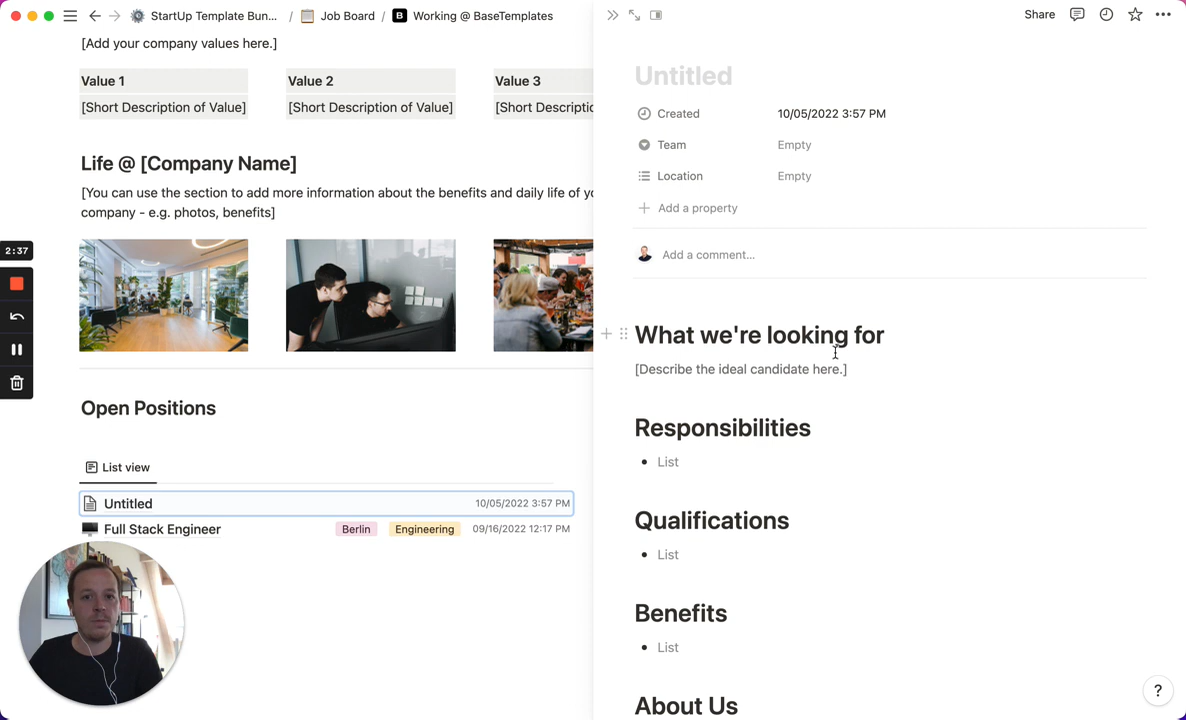 StartUp Template Bun... / Job Board / B Working @ BaseTemplates
[Add your company values here.]
Value 1 Value 2 Value 3
[Short Description of Value] [Short Description of Value] [Short Descriptio
Life @ [Company Name]
[You can use the section to add more information about the benefits and daily life of yo
company - e.g. photos, benefits]
2:37
Open Positions
List view
Untitled 10/05/2022 3:57 PM
Full Stack Engineer Berlin Engineering 09/16/2022 12:17 PM
Share
Untitled
Created 10/05/2022 3:57 PM
Team Empty
Location Empty
Add a property
Add a comment...
What we're looking for
[Describe the ideal candidate here.]
Responsibilities
• List
Qualifications
• List
Benefits
• List
About Us
?